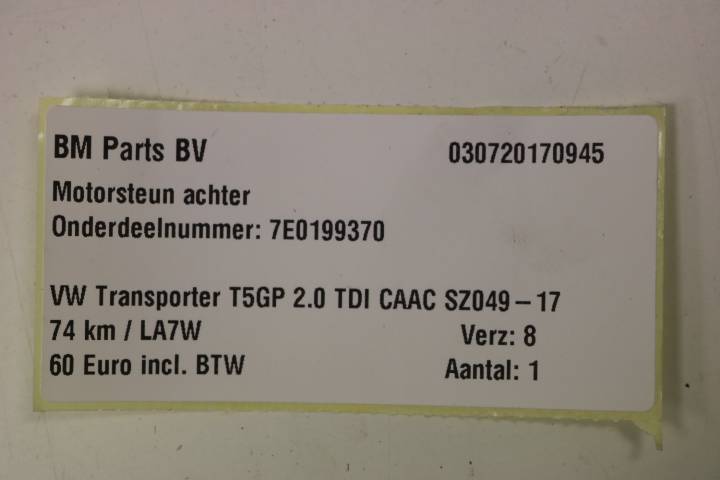 BM Parts BV 030720170945
Motorsteun achter
Onderdeelnummer: 7E0199370
VW Transporter T5GP 2.0 TDI CAAC SZ049-17
74 km / LA7W Verz: 8
60 Euro incl. BTW Aantal: 1